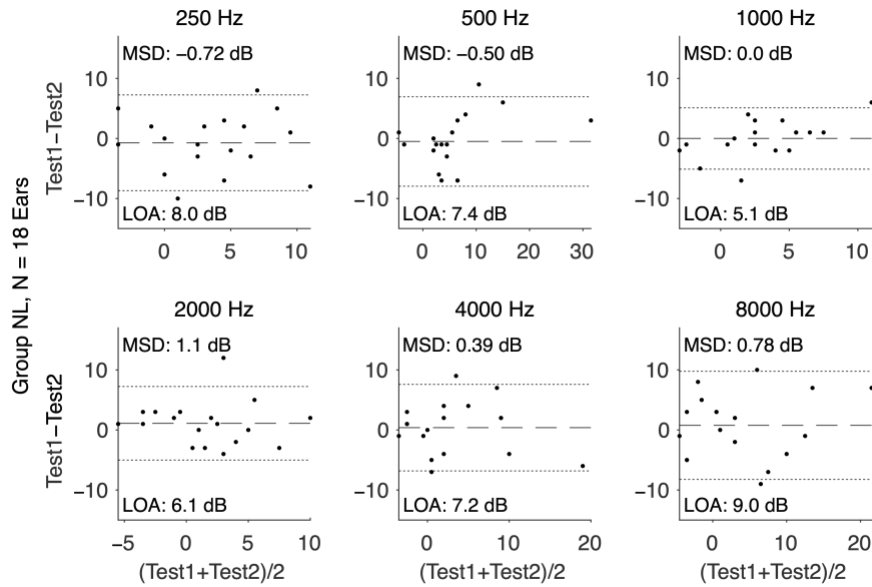 250 Hz
500 Hz
1000 Hz
MSD: −0.72 dB
MSD: −0.50 dB
MSD: 0.0 dB
10
0
−10
10
0
−10
10
0
−10
Test1−Test2
LOA: 8.0 dB
LOA: 7.4 dB
LOA: 5.1 dB
0 5 10
0 10 20 30
0 5 10
Group NL, N = 18 Ears
2000 Hz
4000 Hz
8000 Hz
MSD: 1.1 dB
MSD: 0.39 dB
MSD: 0.78 dB
10
0
−10
10
0
−10
10
0
−10
Test1−Test2
LOA: 6.1 dB
LOA: 7.2 dB
LOA: 9.0 dB
−5 0 5 10
0 10 20
0 10 20
(Test1+Test2)/2
(Test1+Test2)/2
(Test1+Test2)/2